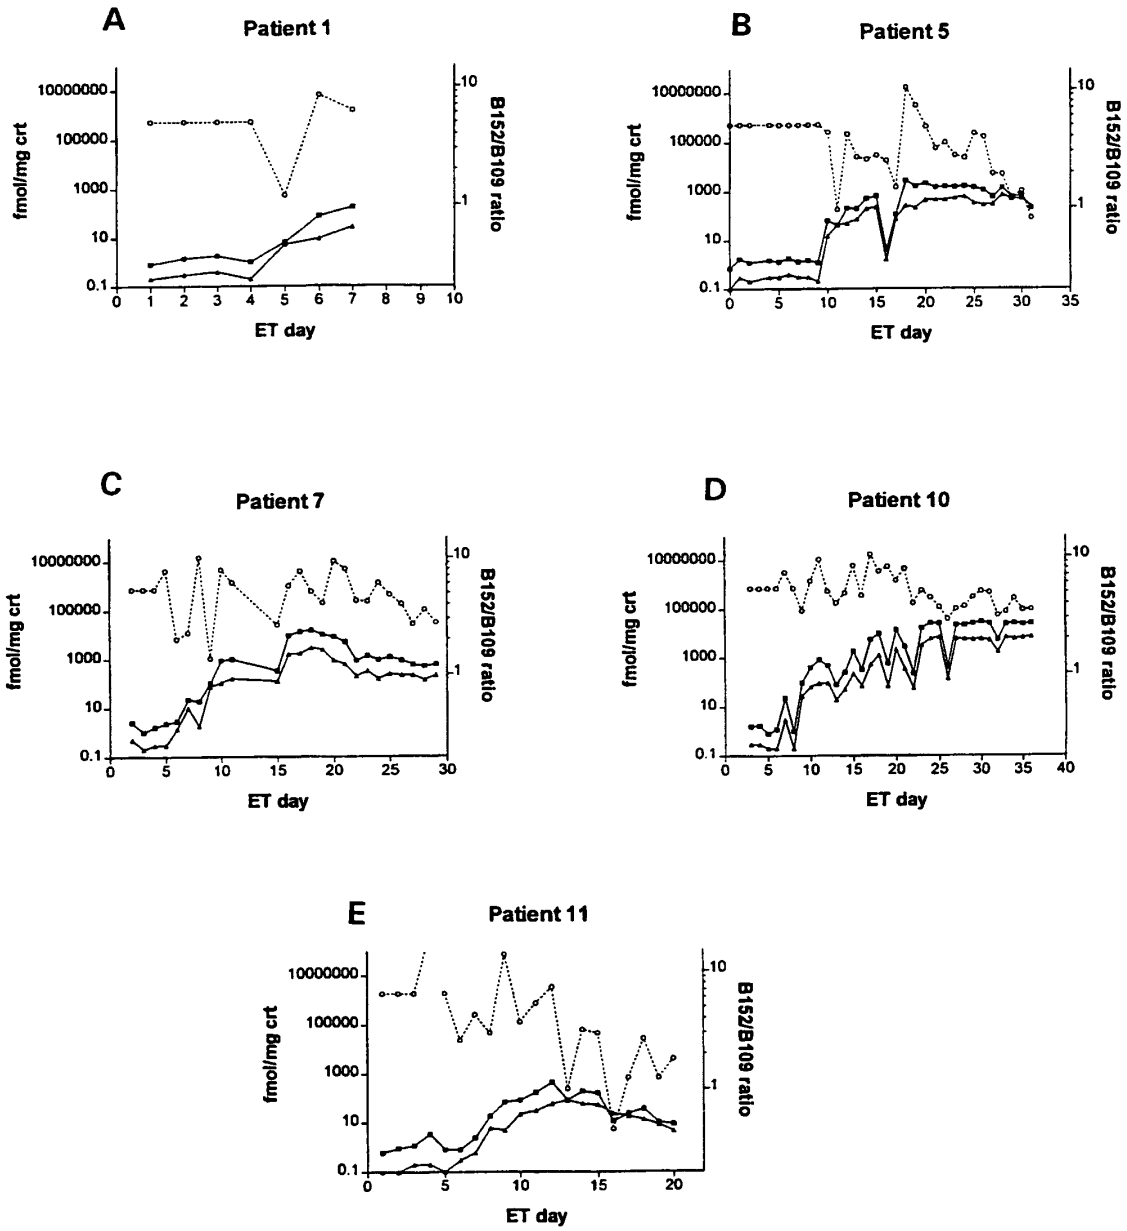 A
Patient 1
10000000
100000
1000
10
0.1
fmol/mg crt
10
1
B152/B109 ratio
0 1 2 3 4 5 6 7 8 9 10
ET day
B
Patient 5
10000000
100000
1000
10
0.1
fmol/mg crt
10
1
B152/B109 ratio
0 5 10 15 20 25 30 35
ET day
C
Patient 7
10000000
100000
1000
10
0.1
fmol/mg crt
10
1
B152/B109 ratio
0 5 10 15 20 25 30
ET day
D
Patient 10
10000000
100000
1000
10
0.1
fmol/mg crt
10
1
B152/B109 ratio
0 5 10 15 20 25 30 35 40
ET day
E
Patient 11
10000000
100000
1000
10
0.1
fmol/mg crt
10
1
B152/B109 ratio
0 5 10 15 20
ET day